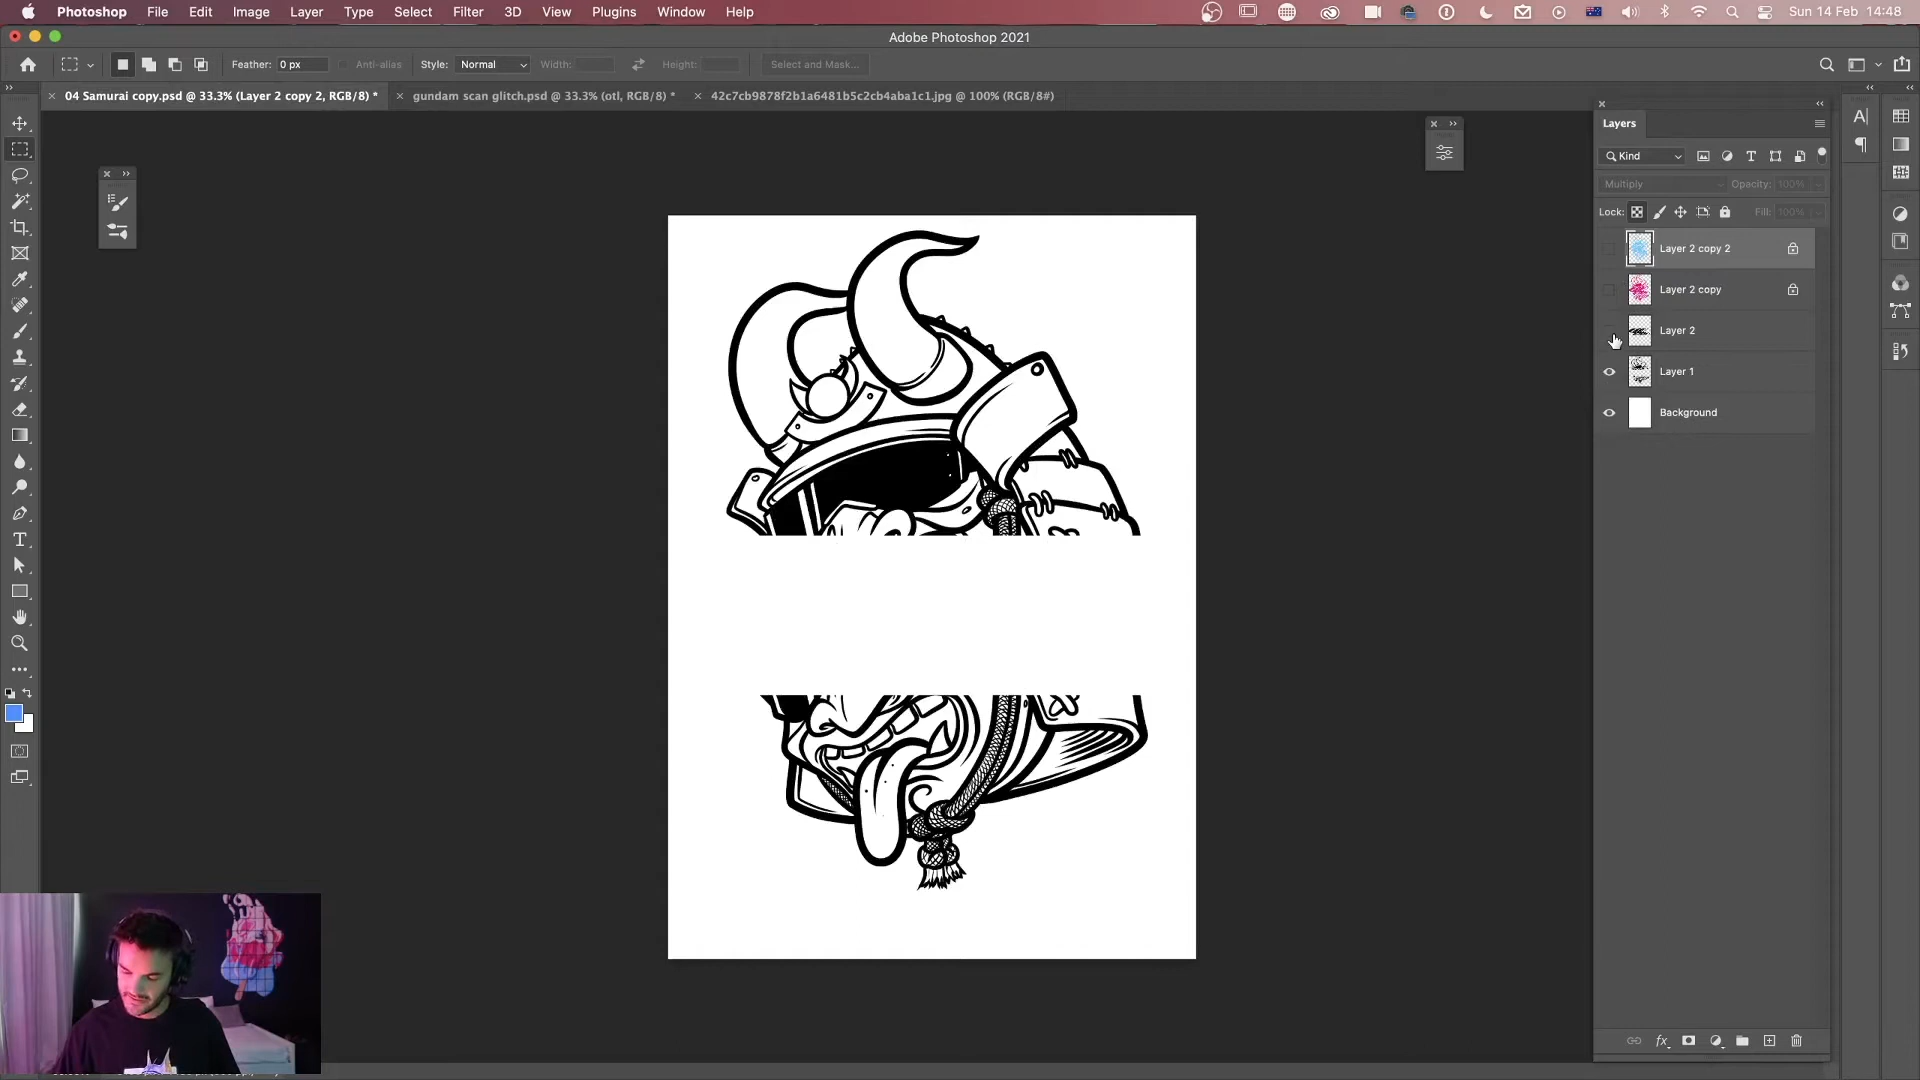 Photoshop File Edit Image Layer Type Select Filter 3D View Plugins Window Help Sun 14 Feb 14:48
Adobe Photoshop 2021
Feather: 0 px Anti-alias Style: Normal Width: Height: Select and Mask...
04 Samurai copy.psd @ 33.3% (Layer 2 copy 2, RGB/8) * gundam scan glitch.psd @ 33.3% (otl, RGB/8) * 42c7cb9878f2b1a6481b5c2cb4aba1c1.jpg @ 100% (RGB/8#)
Layers
Kind
Multiply Opacity: 100%
Lock: Fill: 100%
Layer 2 copy 2
Layer 2 copy
Layer 2
Layer 1
Background